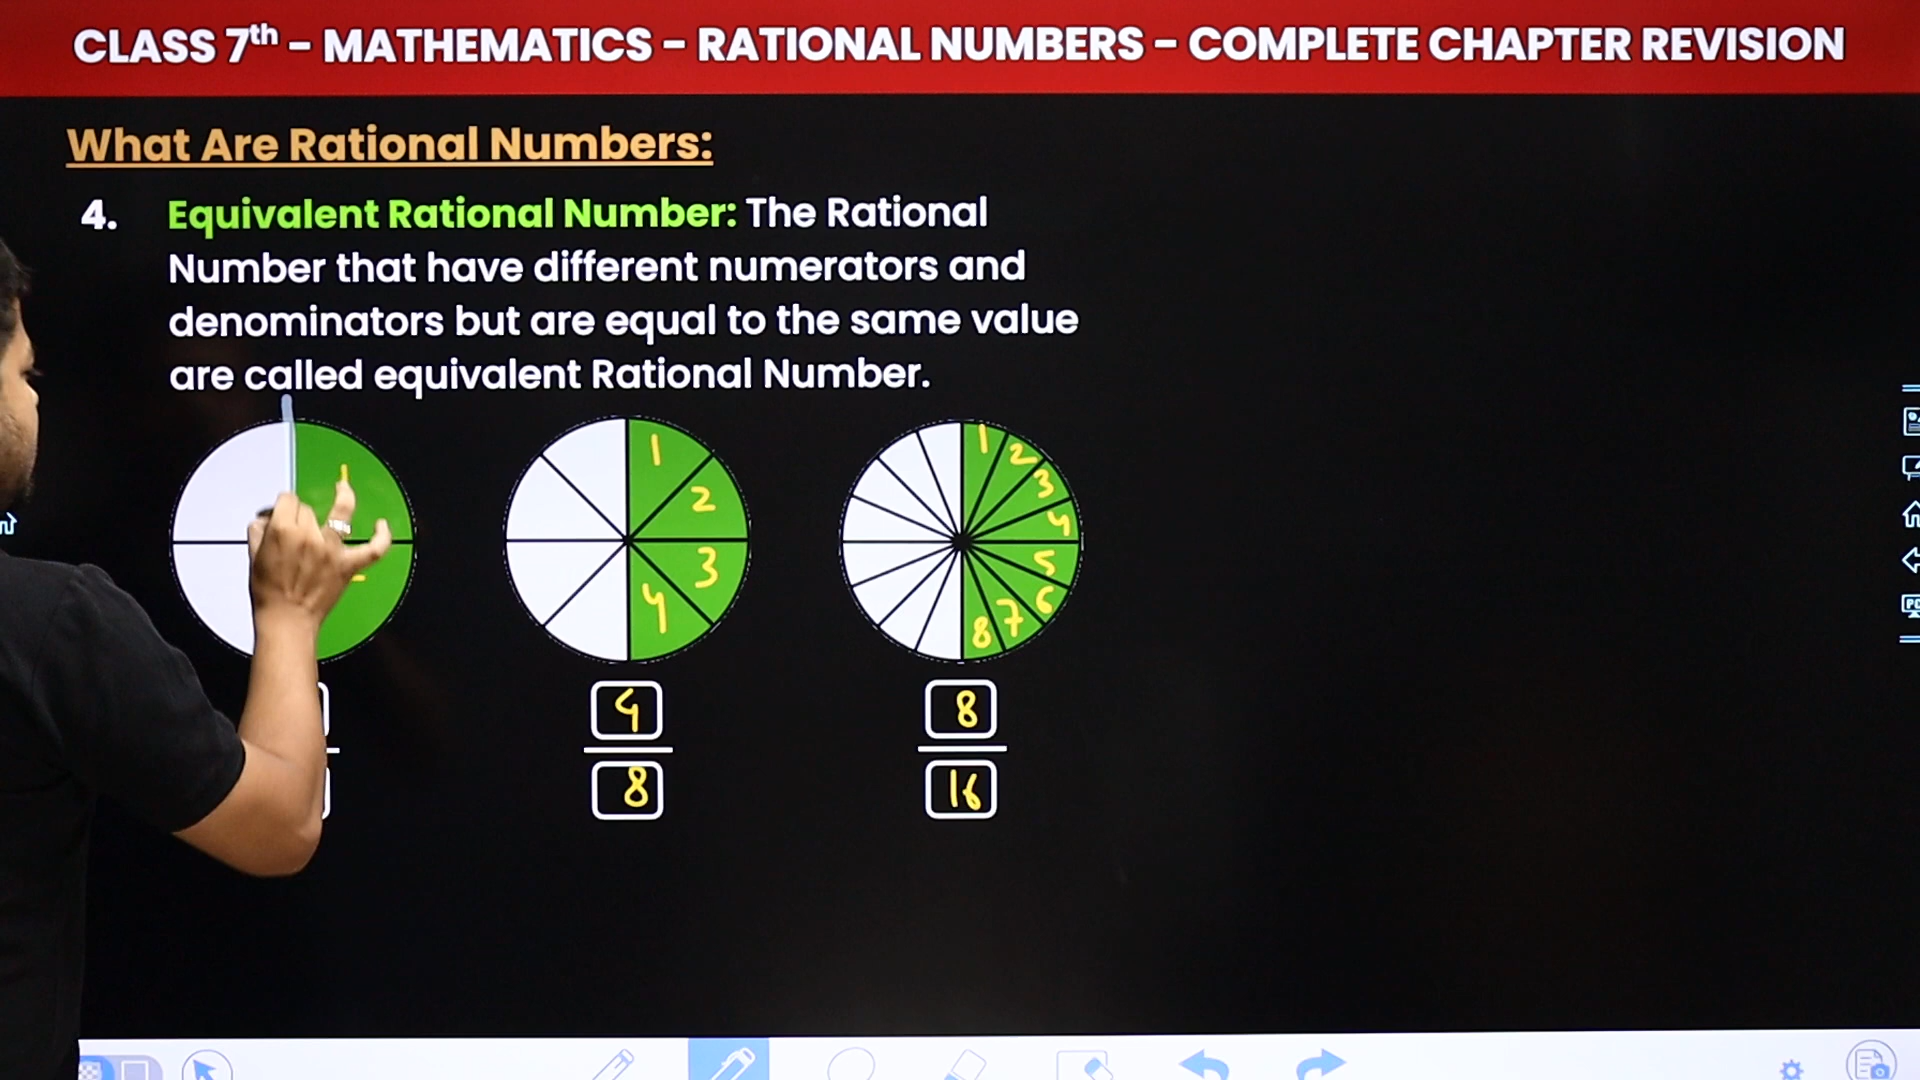 CLASS 7th - MATHEMATICS - RATIONAL NUMBERS - COMPLETE CHAPTER REVISION
What Are Rational Numbers:
4. Equivalent Rational Number: The Rational
Number that have different numerators and
denominators but are equal to the same value
are called equivalent Rational Number.
1
1
2
3
4
1
2
3
4
5
6
7
8
4
8
8
16